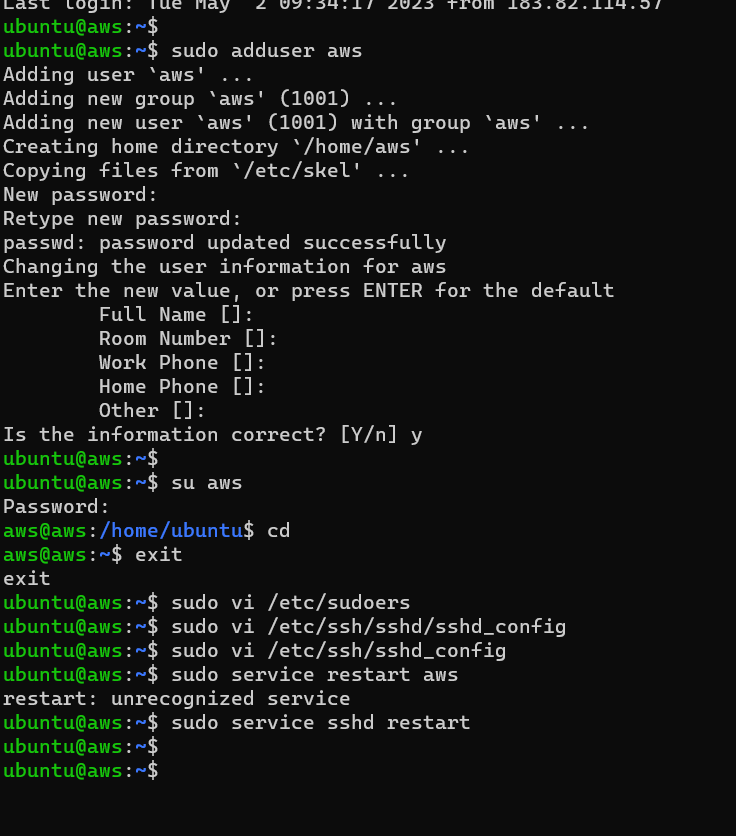 Last login: Tue May  2 09:34:17 2023 from 183.82.114.57
ubuntu@aws:~$
ubuntu@aws:~$ sudo adduser aws
Adding user `aws' ...
Adding new group `aws' (1001) ...
Adding new user `aws' (1001) with group `aws' ...
Creating home directory `/home/aws' ...
Copying files from `/etc/skel' ...
New password:
Retype new password:
passwd: password updated successfully
Changing the user information for aws
Enter the new value, or press ENTER for the default
        Full Name []:
        Room Number []:
        Work Phone []:
        Home Phone []:
        Other []:
Is the information correct? [Y/n] y
ubuntu@aws:~$
ubuntu@aws:~$ su aws
Password:
aws@aws:/home/ubuntu$ cd
aws@aws:~$ exit
exit
ubuntu@aws:~$ sudo vi /etc/sudoers
ubuntu@aws:~$ sudo vi /etc/ssh/sshd/sshd_config
ubuntu@aws:~$ sudo vi /etc/ssh/sshd_config
ubuntu@aws:~$ sudo service restart aws
restart: unrecognized service
ubuntu@aws:~$ sudo service sshd restart
ubuntu@aws:~$
ubuntu@aws:~$